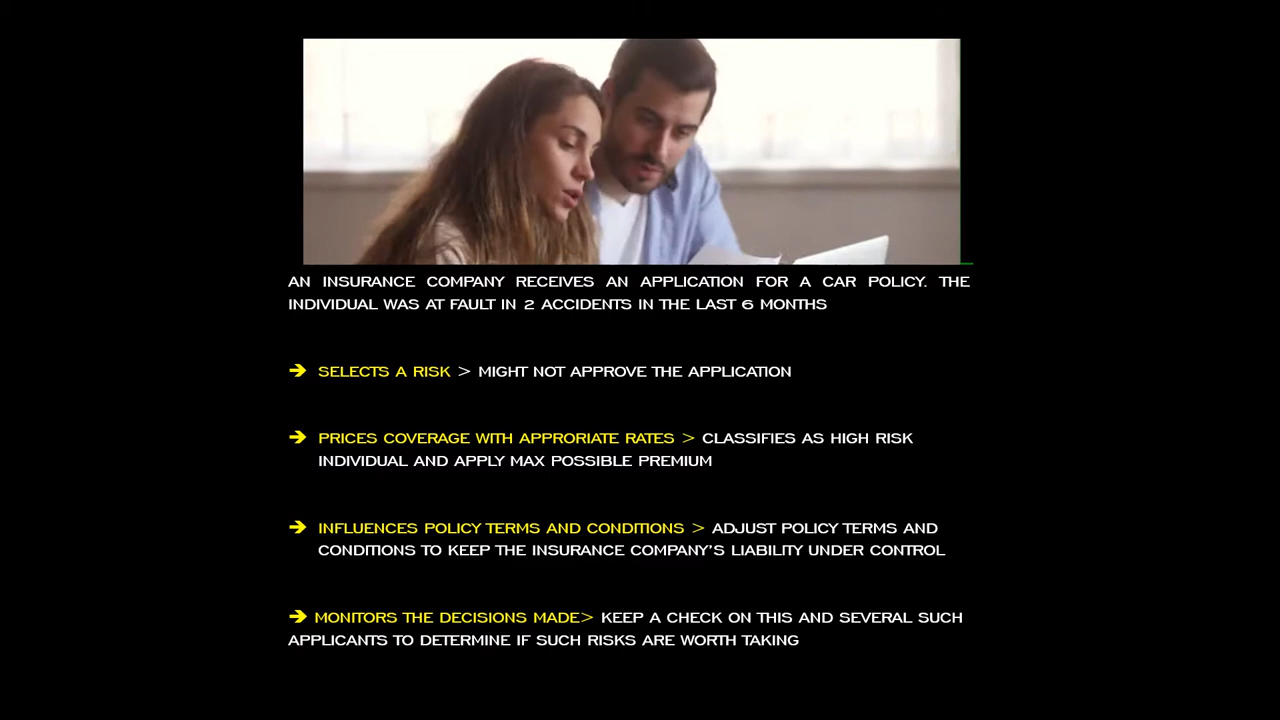 AN INSURANCE COMPANY RECEIVES AN APPLICATION FOR A CAR POLICY. THE
INDIVIDUAL WAS AT FAULT IN 2 ACCIDENTS IN THE LAST 6 MONTHS
➔ SELECTS A RISK > MIGHT NOT APPROVE THE APPLICATION
➔ PRICES COVERAGE WITH APPRORIATE RATES > CLASSIFIES AS HIGH RISK
INDIVIDUAL AND APPLY MAX POSSIBLE PREMIUM
➔ INFLUENCES POLICY TERMS AND CONDITIONS > ADJUST POLICY TERMS AND
CONDITIONS TO KEEP THE INSURANCE COMPANY'S LIABILITY UNDER CONTROL
➔ MONITORS THE DECISIONS MADE> KEEP A CHECK ON THIS AND SEVERAL SUCH
APPLICANTS TO DETERMINE IF SUCH RISKS ARE WORTH TAKING